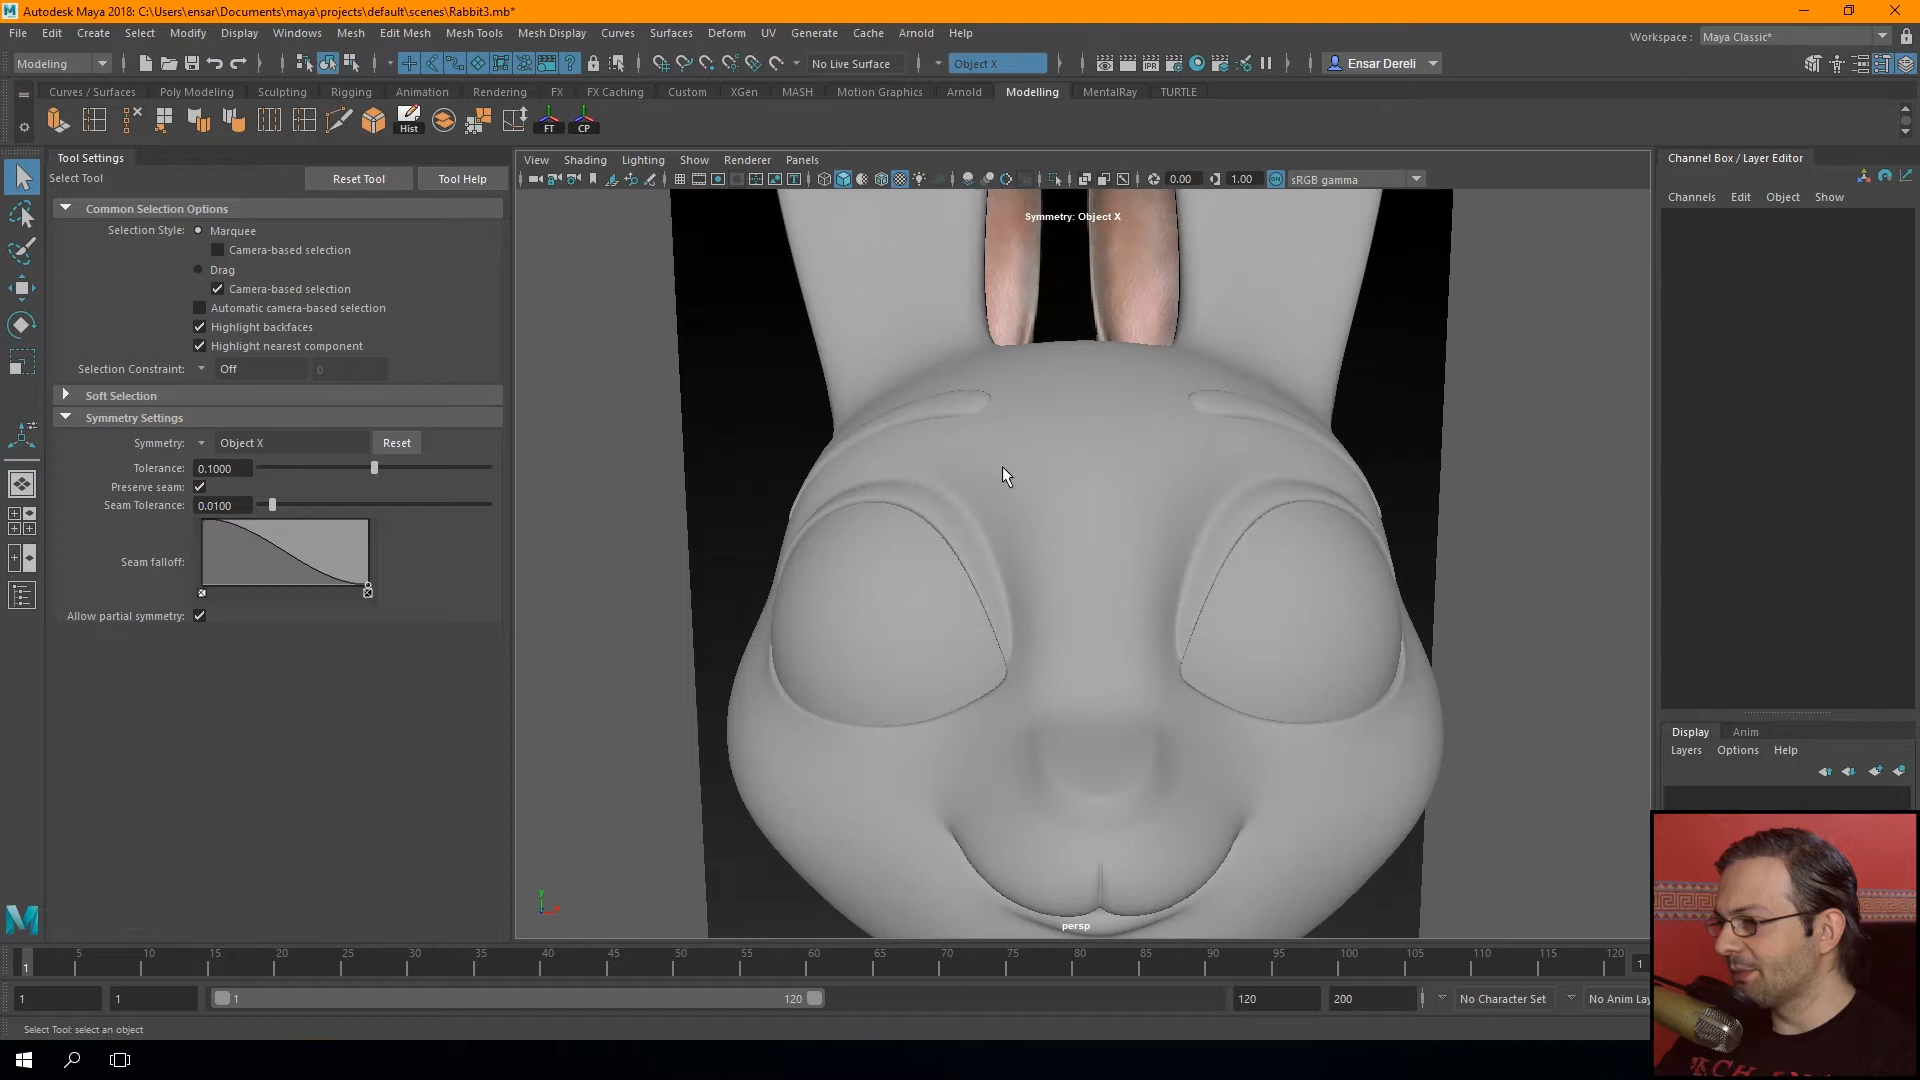 Autodesk Maya 2018: C:\Users\ensar\Documents\maya\projects\default\scenes\Rabbit3.mb*
File Edit Create Select Modify Display Windows Mesh Edit Mesh Mesh Tools Mesh Display Curves Surfaces Deform UV Generate Cache Arnold Help
Workspace : Maya Classic*
Modeling No Live Surface Object X Ensar Dereli
Curves / Surfaces Poly Modeling Sculpting Rigging Animation Rendering FX FX Caching Custom XGen MASH Motion Graphics Arnold Modelling MentalRay TURTLE
Hist FT CP
Tool Settings
Select Tool Reset Tool Tool Help
Common Selection Options
Selection Style: Marquee
Camera-based selection
Drag
Camera-based selection
Automatic camera-based selection
Highlight backfaces
Highlight nearest component
Selection Constraint: Off 0
Soft Selection
Symmetry Settings
Symmetry: Object X Reset
Tolerance: 0.1000
Preserve seam:
Seam Tolerance: 0.0100
Seam falloff:
Allow partial symmetry:
View Shading Lighting Show Renderer Panels
IPR 0.00 1.00 ON sRGB gamma
Symmetry: Object X
y
persp
Channel Box / Layer Editor
Channels Edit Object Show
Display Anim
Layers Options Help
1 5 10 15 20 25 30 35 40 45 50 55 60 65 70 75 80 85 90 95 100 105 110 115 120 1
1 1 1 120 120 200 No Character Set No Anim Lay
Select Tool: select an object